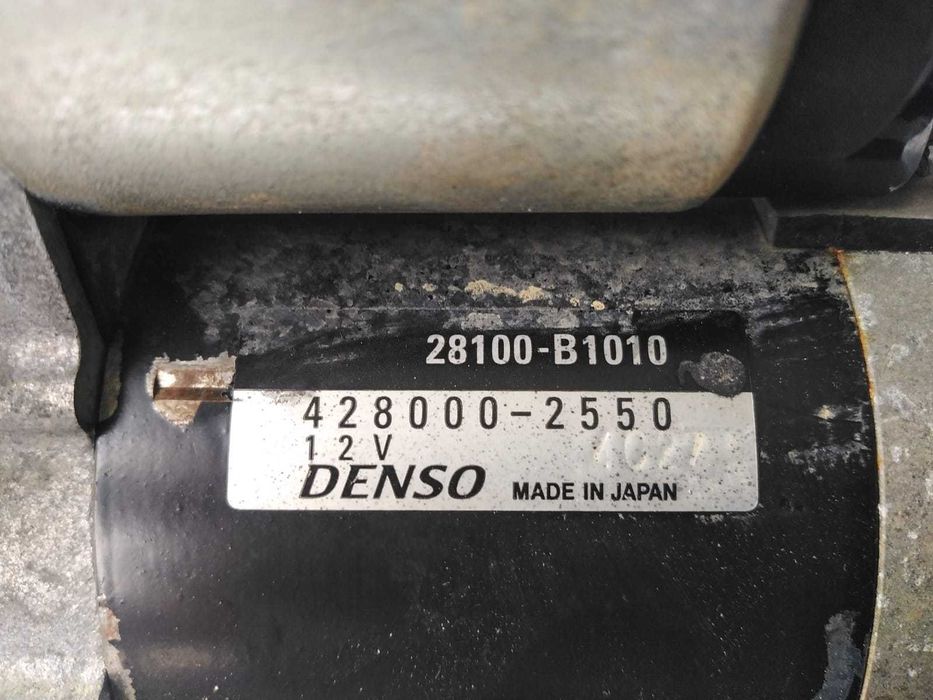 28100-B1010
428000-2550
12V
DENSO MADE IN JAPAN